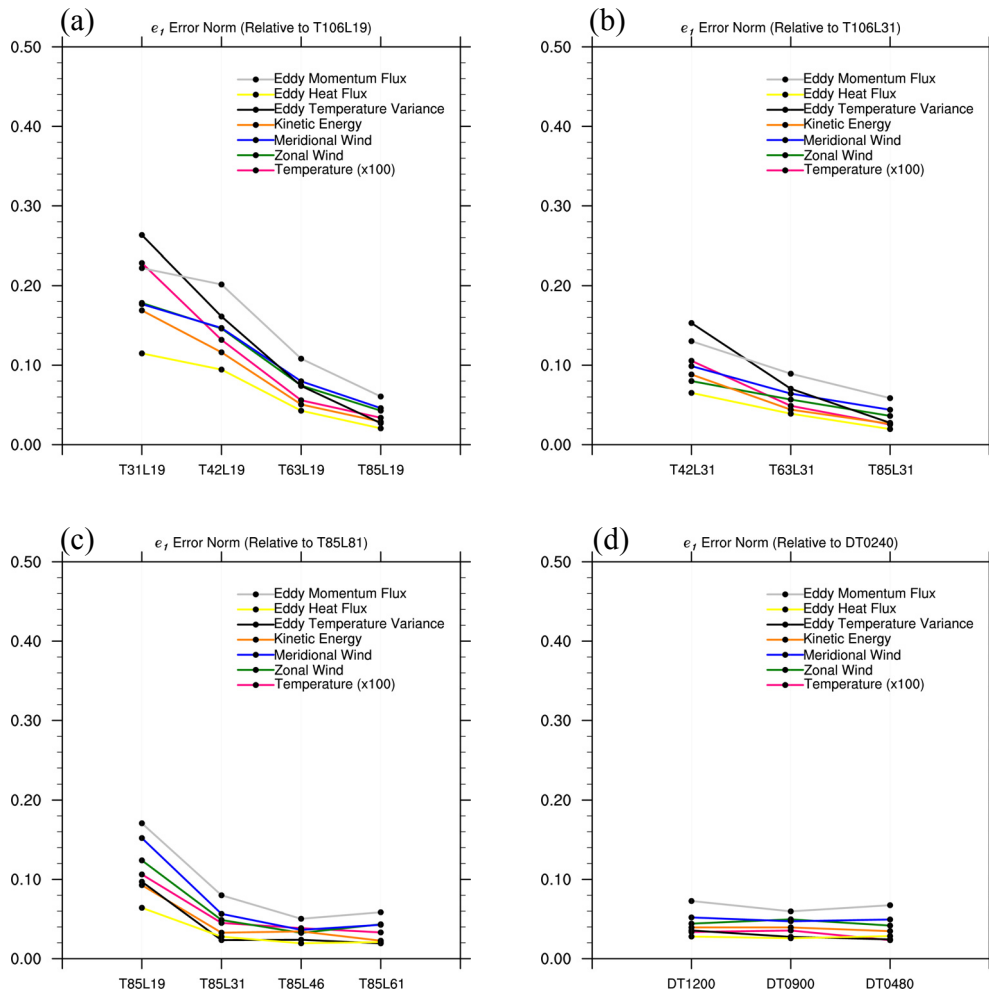 (a)
e₁ Error Norm (Relative to T106L19)
0.50
0.40
0.30
0.20
0.10
0.00
Eddy Momentum Flux
Eddy Heat Flux
Eddy Temperature Variance
Kinetic Energy
Meridional Wind
Zonal Wind
Temperature (x100)
T31L19 T42L19 T63L19 T85L19
(b)
e₁ Error Norm (Relative to T106L31)
0.50
0.40
0.30
0.20
0.10
0.00
Eddy Momentum Flux
Eddy Heat Flux
Eddy Temperature Variance
Kinetic Energy
Meridional Wind
Zonal Wind
Temperature (x100)
T42L31 T63L31 T85L31
(c)
e₁ Error Norm (Relative to T85L81)
0.50
0.40
0.30
0.20
0.10
0.00
Eddy Momentum Flux
Eddy Heat Flux
Eddy Temperature Variance
Kinetic Energy
Meridional Wind
Zonal Wind
Temperature (x100)
T85L19 T85L31 T85L46 T85L61
(d)
e₁ Error Norm (Relative to DT0240)
0.50
0.40
0.30
0.20
0.10
0.00
Eddy Momentum Flux
Eddy Heat Flux
Eddy Temperature Variance
Kinetic Energy
Meridional Wind
Zonal Wind
Temperature (x100)
DT1200 DT0900 DT0480